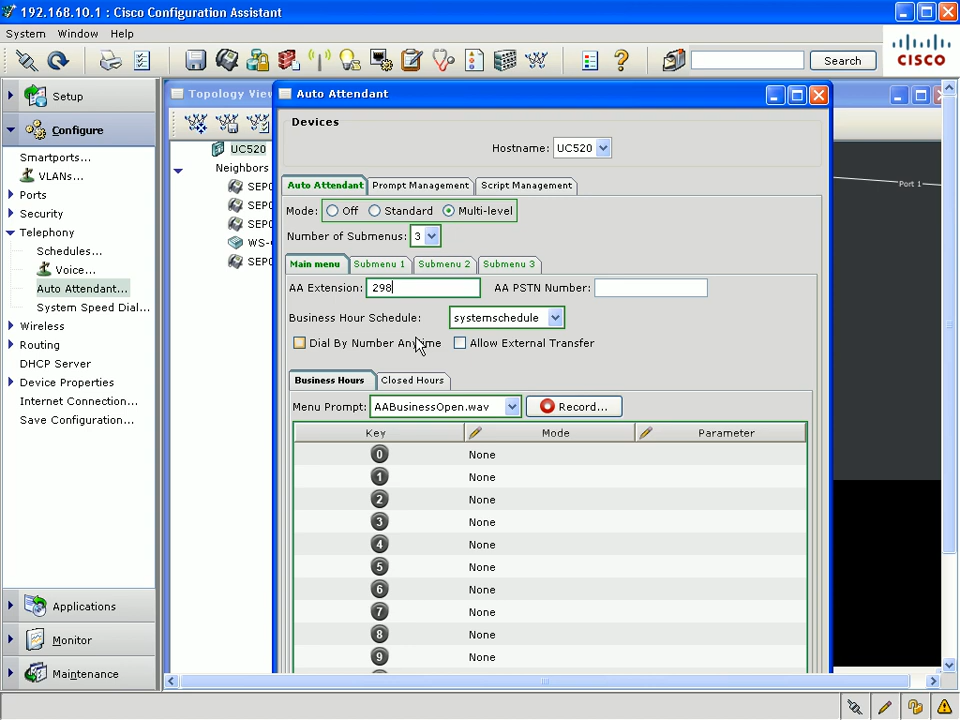 192.168.10.1 : Cisco Configuration Assistant
System Window Help
Search
CISCO
Setup
Configure
Smartports...
VLANs...
Ports
Security
Telephony
Schedules...
Voice...
Auto Attendant...
System Speed Dial...
Wireless
Routing
DHCP Server
Device Properties
Internet Connection...
Save Configuration...
Applications
Monitor
Maintenance
Topology View
UC520
Neighbors
SEP0
SEP0
SEP0
WS-
SEP0
Port 1
Auto Attendant
Devices
Hostname: UC520
Auto Attendant Prompt Management Script Management
Mode: Off Standard Multi-level
Number of Submenus: 3
Main menu Submenu 1 Submenu 2 Submenu 3
AA Extension: 298 AA PSTN Number:
Business Hour Schedule: systemschedule
Dial By Number Anytime Allow External Transfer
Business Hours Closed Hours
Menu Prompt: AABusinessOpen.wav Record...
Key Mode Parameter
0 None
1 None
2 None
3 None
4 None
5 None
6 None
7 None
8 None
9 None